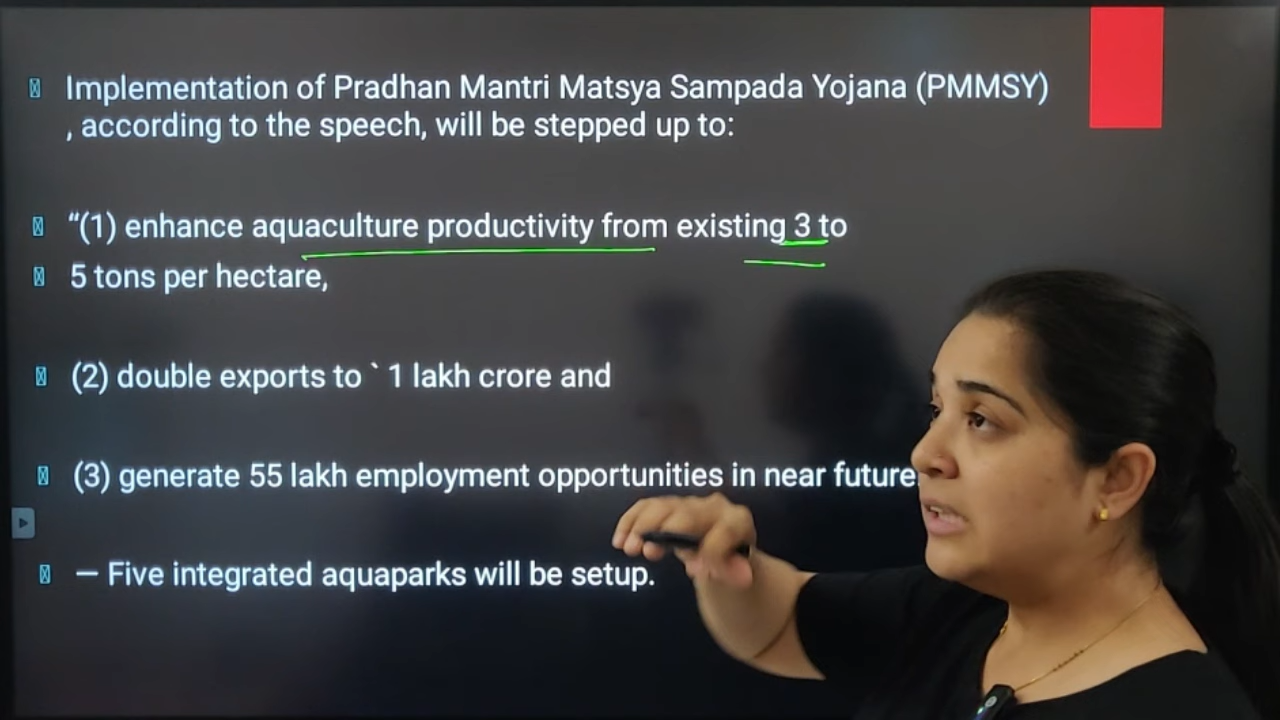 Implementation of Pradhan Mantri Matsya Sampada Yojana (PMMSY)
, according to the speech, will be stepped up to:
“(1) enhance aquaculture productivity from existing 3 to
5 tons per hectare,
(2) double exports to ` 1 lakh crore and
(3) generate 55 lakh employment opportunities in near future
— Five integrated aquaparks will be setup.